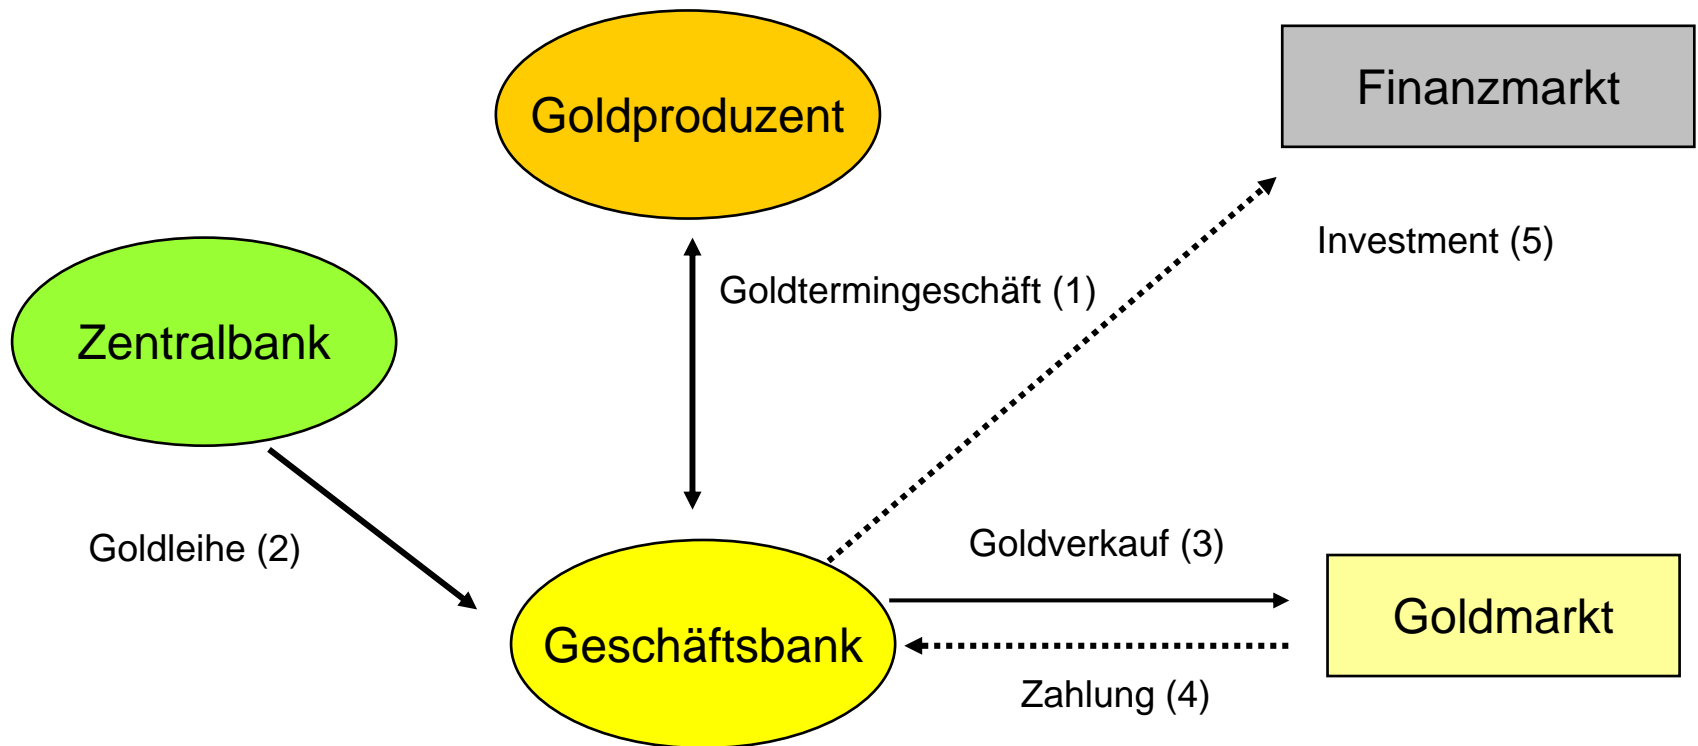 Goldproduzent
Finanzmarkt
Investment (5)
Goldtermingeschäft (1)
Zentralbank
Goldleihe (2)
Goldverkauf (3)
Goldmarkt
Geschäftsbank
Zahlung (4)